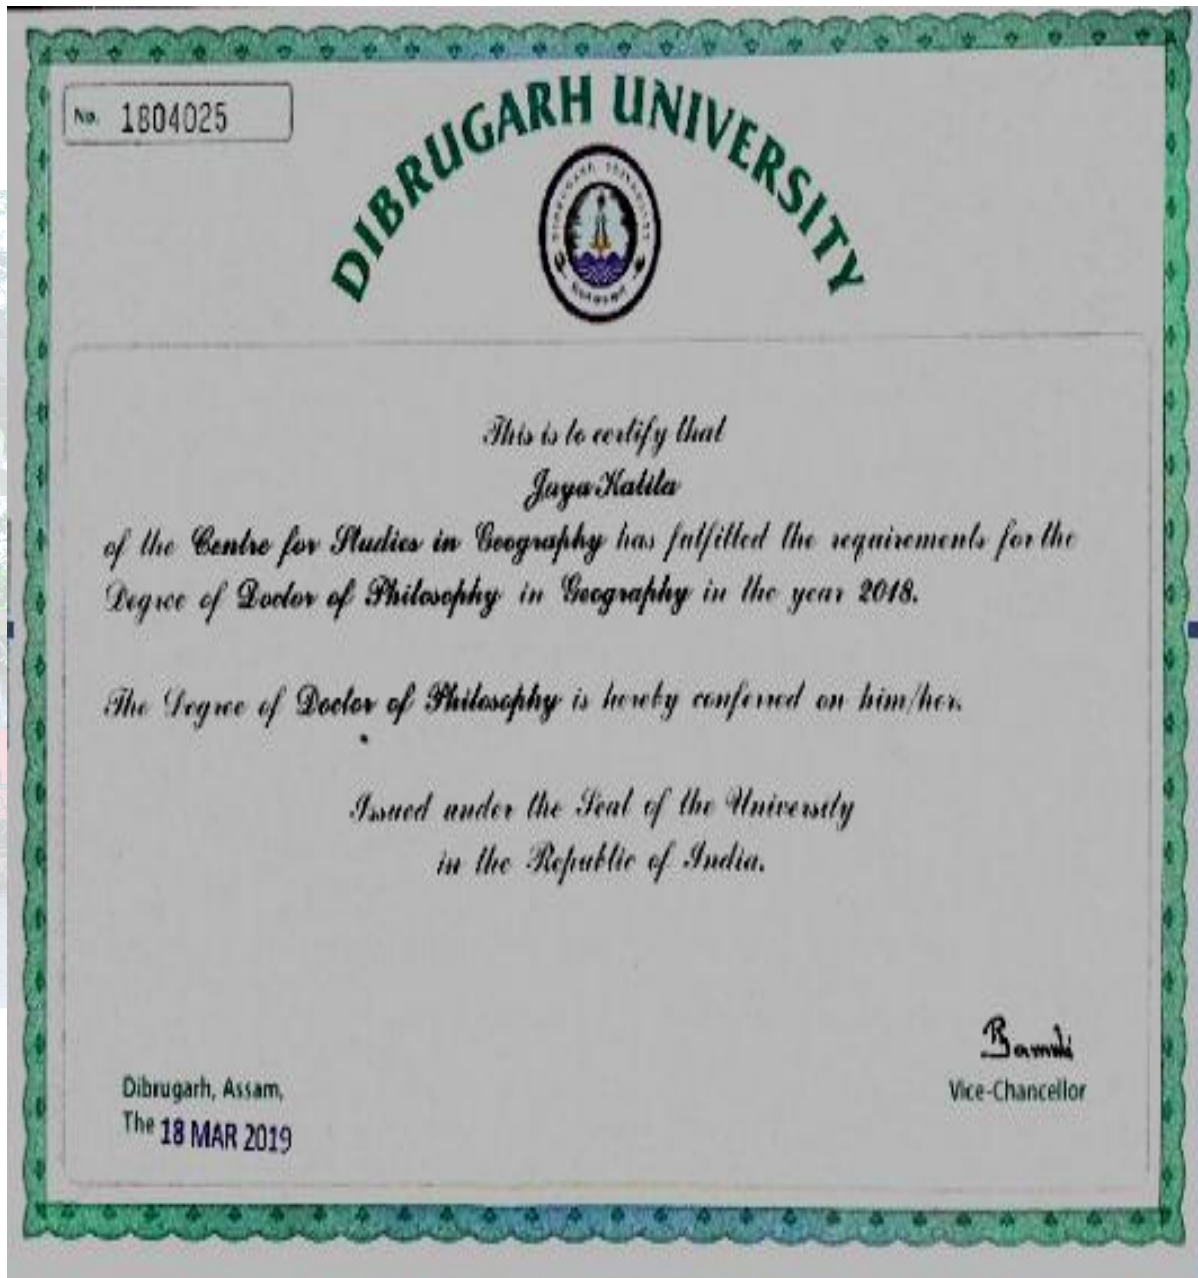 No. 1804025
DIBRUGARH UNIVERSITY
DIBRUGARH UNIVERSITY
This is to certify that
Jaya Kalita
of the Centre for Studies in Geography has fulfilled the requirements for the
Degree of Doctor of Philosophy in Geography in the year 2018.
The Degree of Doctor of Philosophy is hereby conferred on him/her.
Issued under the Seal of the University
in the Republic of India.
Vice-Chancellor
Dibrugarh, Assam,
The 18 MAR 2019